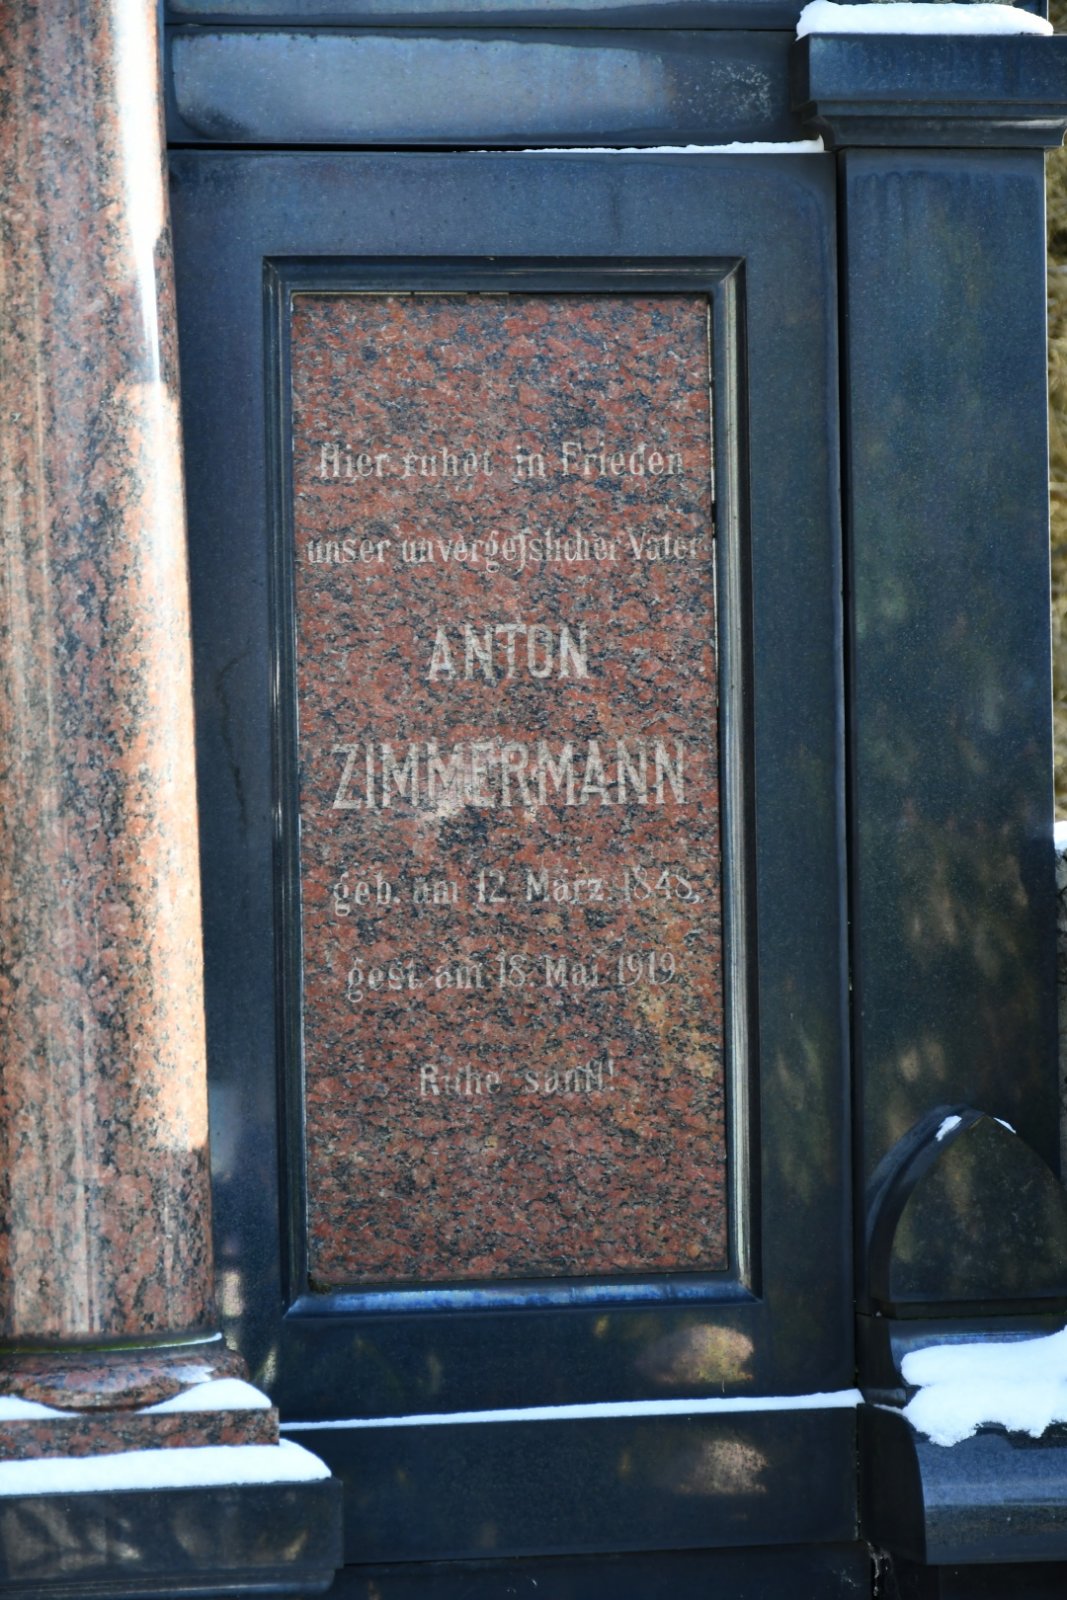 Hier ruhet in Frieden
unser unvergeſslicher Vater
ANTON
ZIMMERMANN
geb. am 12. März 1848,
gest. am 18. Mai 1919.
Ruhe sanft!